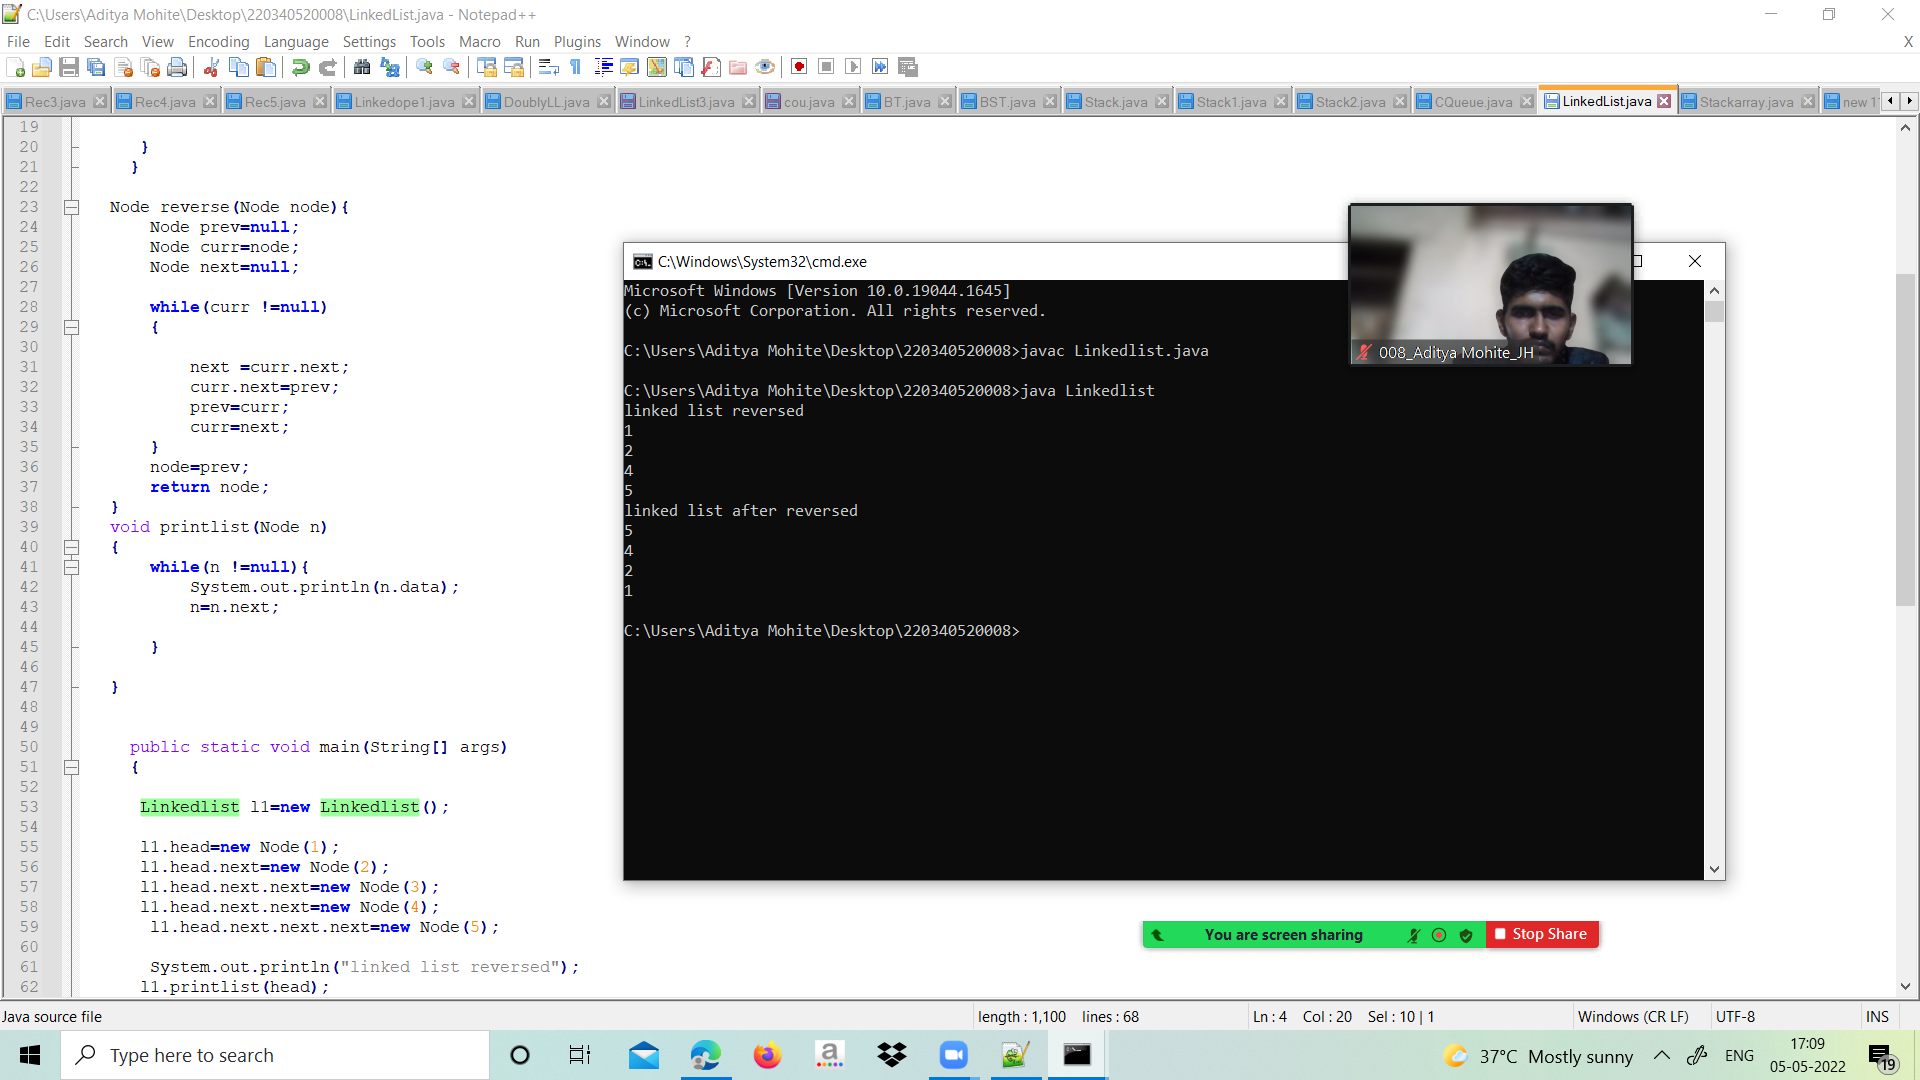 C:\Users\Aditya Mohite\Desktop\220340520008\LinkedList.java - Notepad++
File Edit Search View Encoding Language Settings Tools Macro Run Plugins Window ?
X
Rec3.java Rec4.java Rec5.java Linkedope1.java DoublyLL.java LinkedList3.java cou.java BT.java BST.java Stack.java Stack1.java Stack2.java CQueue.java LinkedList.java Stackarray.java new 1
19
20 }
21 }
22
23 Node reverse(Node node){
24 Node prev=null;
25 Node curr=node;
26 Node next=null;
27
28 while(curr !=null)
29 {
30
31 next =curr.next;
32 curr.next=prev;
33 prev=curr;
34 curr=next;
35 }
36 node=prev;
37 return node;
38 }
39 void printlist(Node n)
40 {
41 while(n !=null){
42 System.out.println(n.data);
43 n=n.next;
44
45 }
46
47 }
48
49
50 public static void main(String[] args)
51 {
52
53 Linkedlist l1=new Linkedlist();
54
55 l1.head=new Node(1);
56 l1.head.next=new Node(2);
57 l1.head.next.next=new Node(3);
58 l1.head.next.next=new Node(4);
59 l1.head.next.next.next=new Node(5);
60
61 System.out.println("linked list reversed");
62 l1.printlist(head);
C:\Windows\System32\cmd.exe
Microsoft Windows [Version 10.0.19044.1645]
(c) Microsoft Corporation. All rights reserved.
C:\Users\Aditya Mohite\Desktop\220340520008>javac Linkedlist.java
C:\Users\Aditya Mohite\Desktop\220340520008>java Linkedlist
linked list reversed
1
2
4
5
linked list after reversed
5
4
2
1
C:\Users\Aditya Mohite\Desktop\220340520008>
008_Aditya Mohite_JH
You are screen sharing Stop Share
Java source file length : 1,100 lines : 68 Ln : 4 Col : 20 Sel : 10 | 1 Windows (CR LF) UTF-8 INS
Type here to search
37°C Mostly sunny ENG
17:09
05-05-2022
19